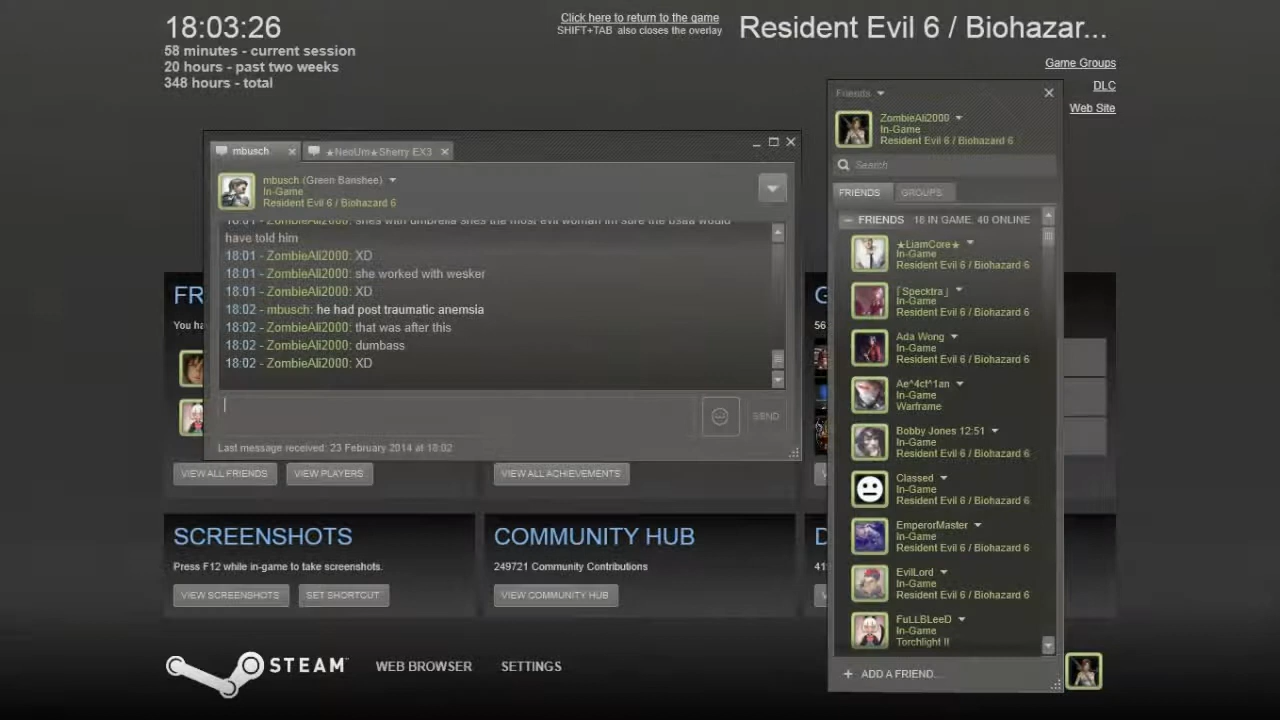 18:03:26
58 minutes - current session
20 hours - past two weeks
348 hours - total
Click here to return to the game
SHIFT+TAB also closes the overlay
Resident Evil 6 / Biohazar...
Game Groups
DLC
Web Site
mbusch
★NeoUm★Sherry EX3
mbusch (Green Banshee)
In-Game
Resident Evil 6 / Biohazard 6
have told him
18:01 - ZombieAli2000: XD
18:01 - ZombieAli2000: she worked with wesker
18:01 - ZombieAli2000: XD
18:02 - mbusch: he had post traumatic anemsia
18:02 - ZombieAli2000: that was after this
18:02 - ZombieAli2000: dumbass
18:02 - ZombieAli2000: XD
SEND
Last message received: 23 February 2014 at 18:02
FR
You ha
G
56
VIEW ALL FRIENDS
VIEW PLAYERS
VIEW ALL ACHIEVEMENTS
SCREENSHOTS
Press F12 while in-game to take screenshots.
VIEW SCREENSHOTS
SET SHORTCUT
COMMUNITY HUB
249721 Community Contributions
VIEW COMMUNITY HUB
D
41
STEAM™
WEB BROWSER
SETTINGS
Friends
ZombieAli2000
In-Game
Resident Evil 6 / Biohazard 6
Search
FRIENDS
GROUPS
FRIENDS 18 IN GAME, 40 ONLINE
★LiamCore★
In-Game
Resident Evil 6 / Biohazard 6
｢Specktra｣
In-Game
Resident Evil 6 / Biohazard 6
Ada Wong
In-Game
Resident Evil 6 / Biohazard 6
Ae^4ct^1an
In-Game
Warframe
Bobby Jones 12:51
In-Game
Resident Evil 6 / Biohazard 6
Classed
In-Game
Resident Evil 6 / Biohazard 6
EmperorMaster
In-Game
Resident Evil 6 / Biohazard 6
EvilLord
In-Game
Resident Evil 6 / Biohazard 6
FuLLBLeeD
In-Game
Torchlight II
+ ADD A FRIEND...